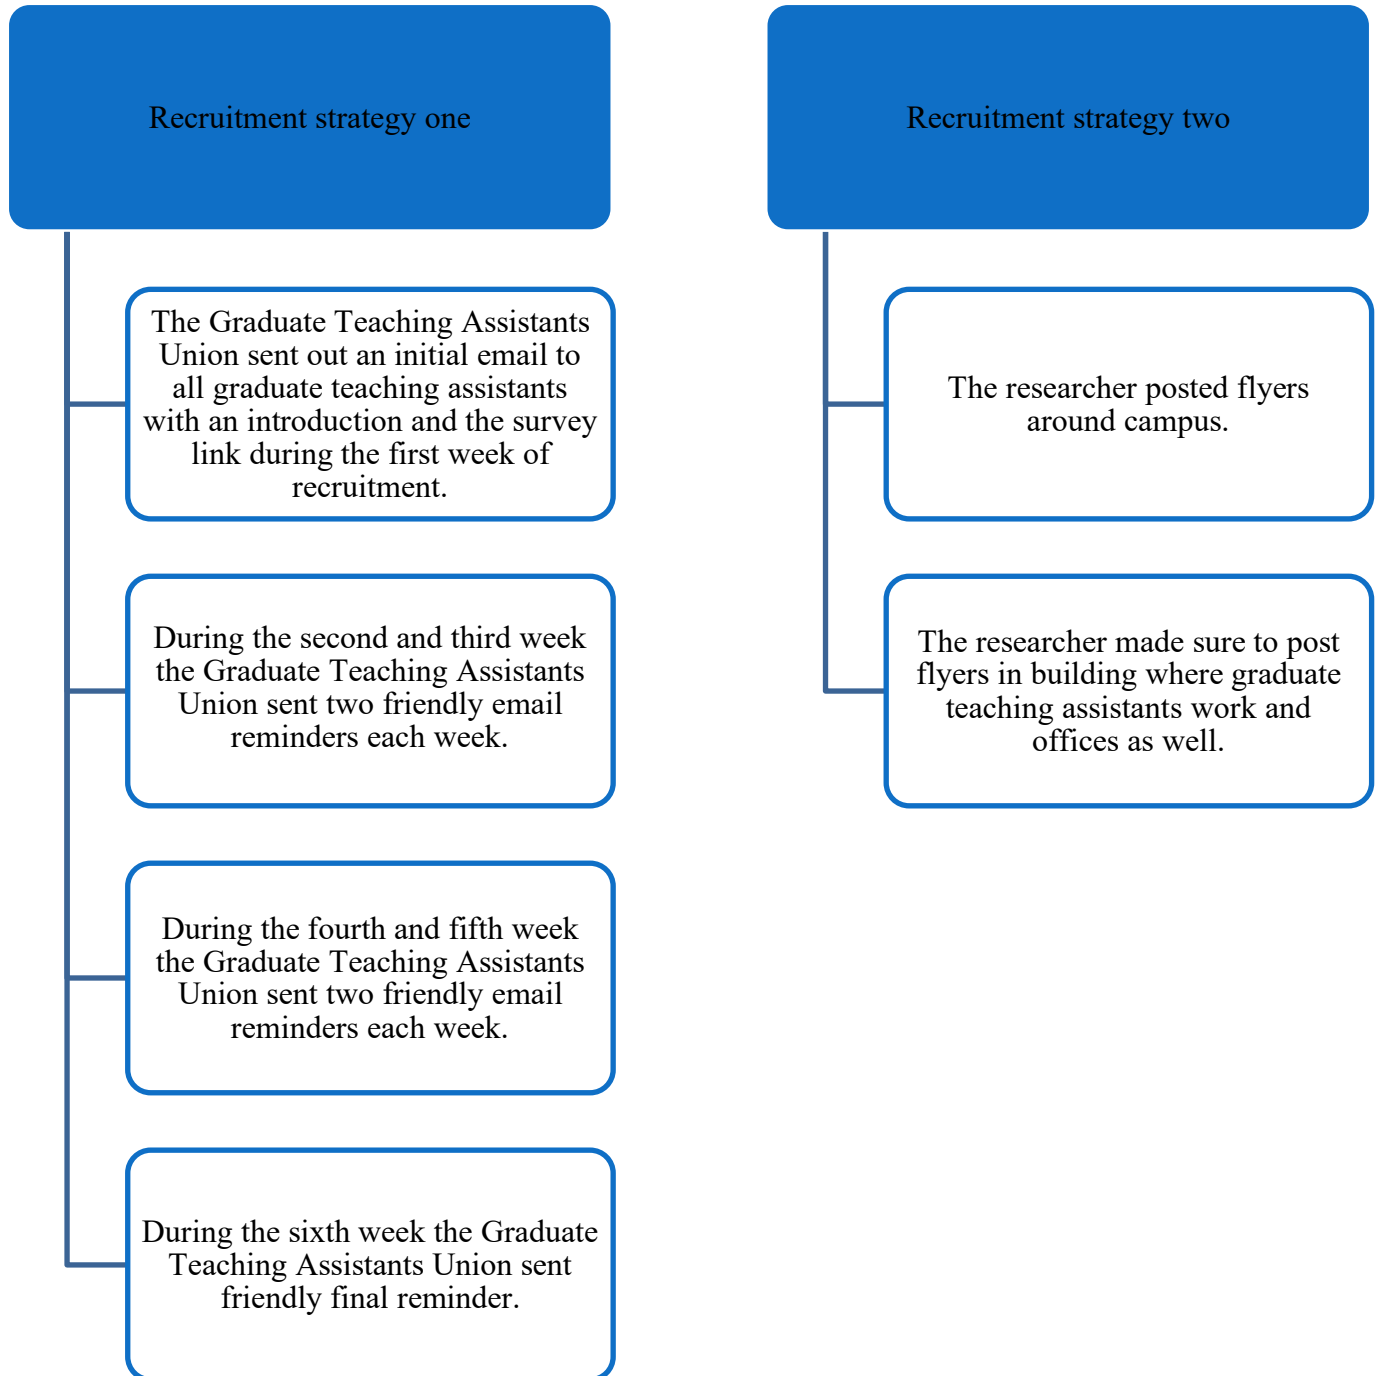 Recruitment strategy one
The Graduate Teaching Assistants
Union sent out an initial email to
all graduate teaching assistants
with an introduction and the survey
link during the first week of
recruitment.
During the second and third week
the Graduate Teaching Assistants
Union sent two friendly email
reminders each week.
During the fourth and fifth week
the Graduate Teaching Assistants
Union sent two friendly email
reminders each week.
During the sixth week the Graduate
Teaching Assistants Union sent
friendly final reminder.
Recruitment strategy two
The researcher posted flyers
around campus.
The researcher made sure to post
flyers in building where graduate
teaching assistants work and
offices as well.